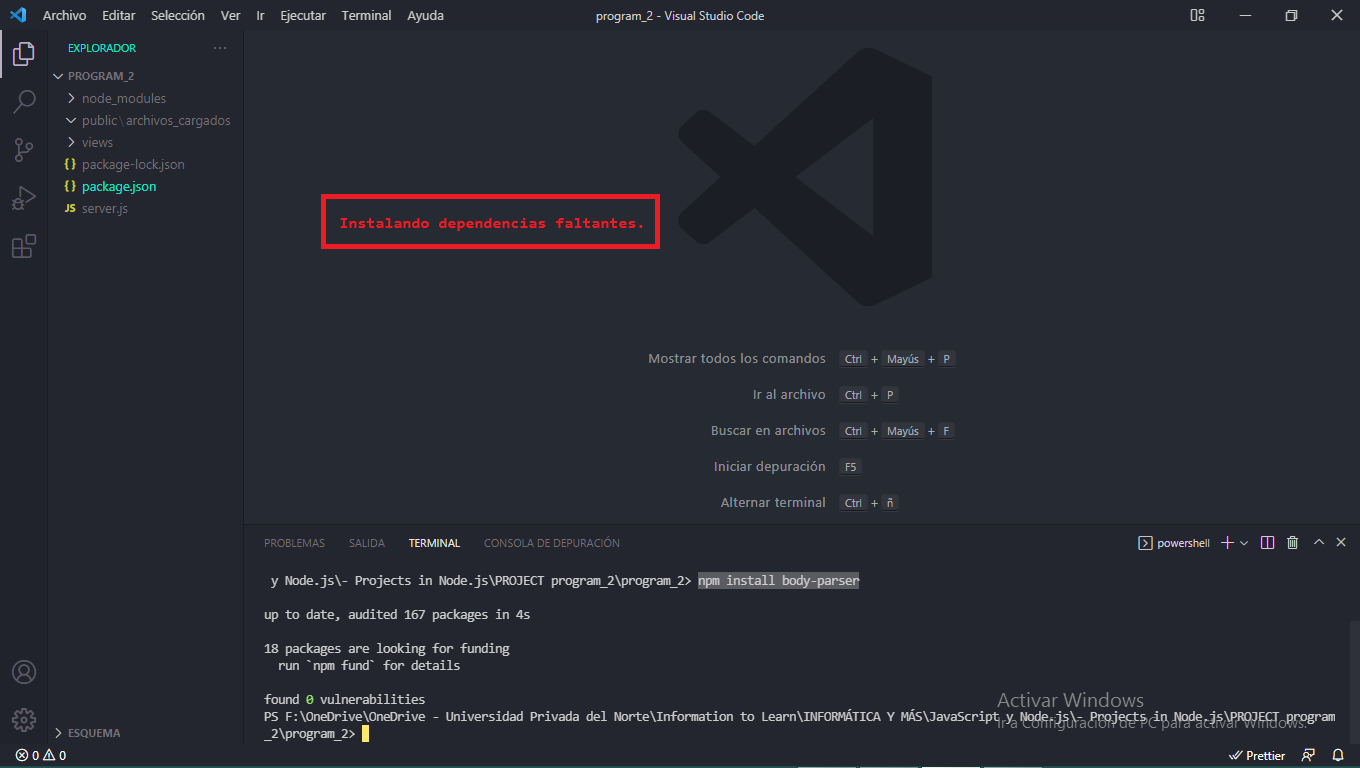 Archivo Editar Selección Ver Ir Ejecutar Terminal Ayuda
program_2 - Visual Studio Code
EXPLORADOR
PROGRAM_2
node_modules
public\archivos_cargados
views
{} package-lock.json
{} package.json
JS server.js
ESQUEMA
Instalando dependencias faltantes.
Mostrar todos los comandos Ctrl + Mayús + P
Ir al archivo Ctrl + P
Buscar en archivos Ctrl + Mayús + F
Iniciar depuración F5
Alternar terminal Ctrl + ñ
PROBLEMAS SALIDA TERMINAL CONSOLA DE DEPURACIÓN
powershell
y Node.js\- Projects in Node.js\PROJECT program_2\program_2> npm install body-parser
up to date, audited 167 packages in 4s
18 packages are looking for funding
run `npm fund` for details
found 0 vulnerabilities
PS F:\OneDrive\OneDrive - Universidad Privada del Norte\Information to Learn\INFORMÁTICA Y MÁS\JavaScript y Node.js\- Projects in Node.js\PROJECT program
_2\program_2>
Activar Windows
Ir a Configuración de PC para activar Windows.
0 0
Prettier